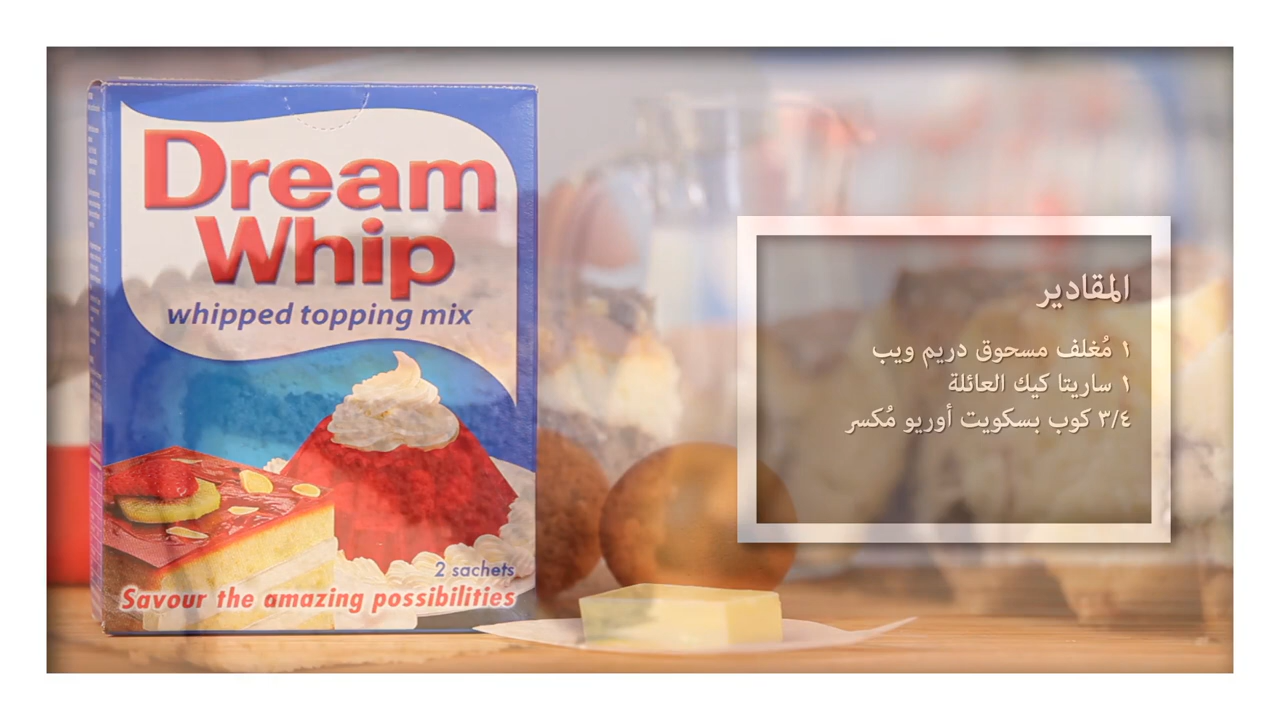 Dream
Whip
whipped topping mix
2 sachets
Savour the amazing possibilities
المقادير
١ مُغلف مسحوق دريم ويب
١ ساريتا كيك العائلة
٣/٤ كوب بسكويت أوريو مُكسر